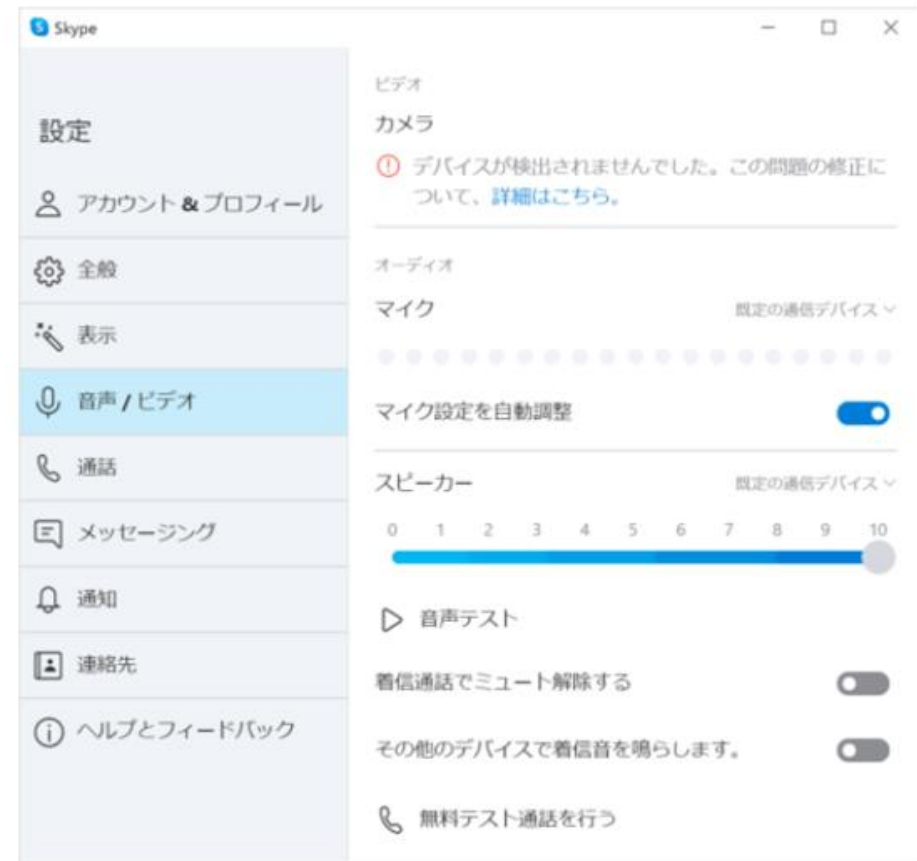 Skype
設定
アカウント & プロフィール
全般
表示
音声 / ビデオ
通話
メッセージング
通知
連絡先
ヘルプとフィードバック
ビデオ
カメラ
デバイスが検出されませんでした。この問題の修正に
ついて、詳細はこちら。
オーディオ
マイク 既定の通信デバイス
マイク設定を自動調整
スピーカー 既定の通信デバイス
0 1 2 3 4 5 6 7 8 9 10
音声テスト
着信通話でミュート解除する
その他のデバイスで着信音を鳴らします。
無料テスト通話を行う